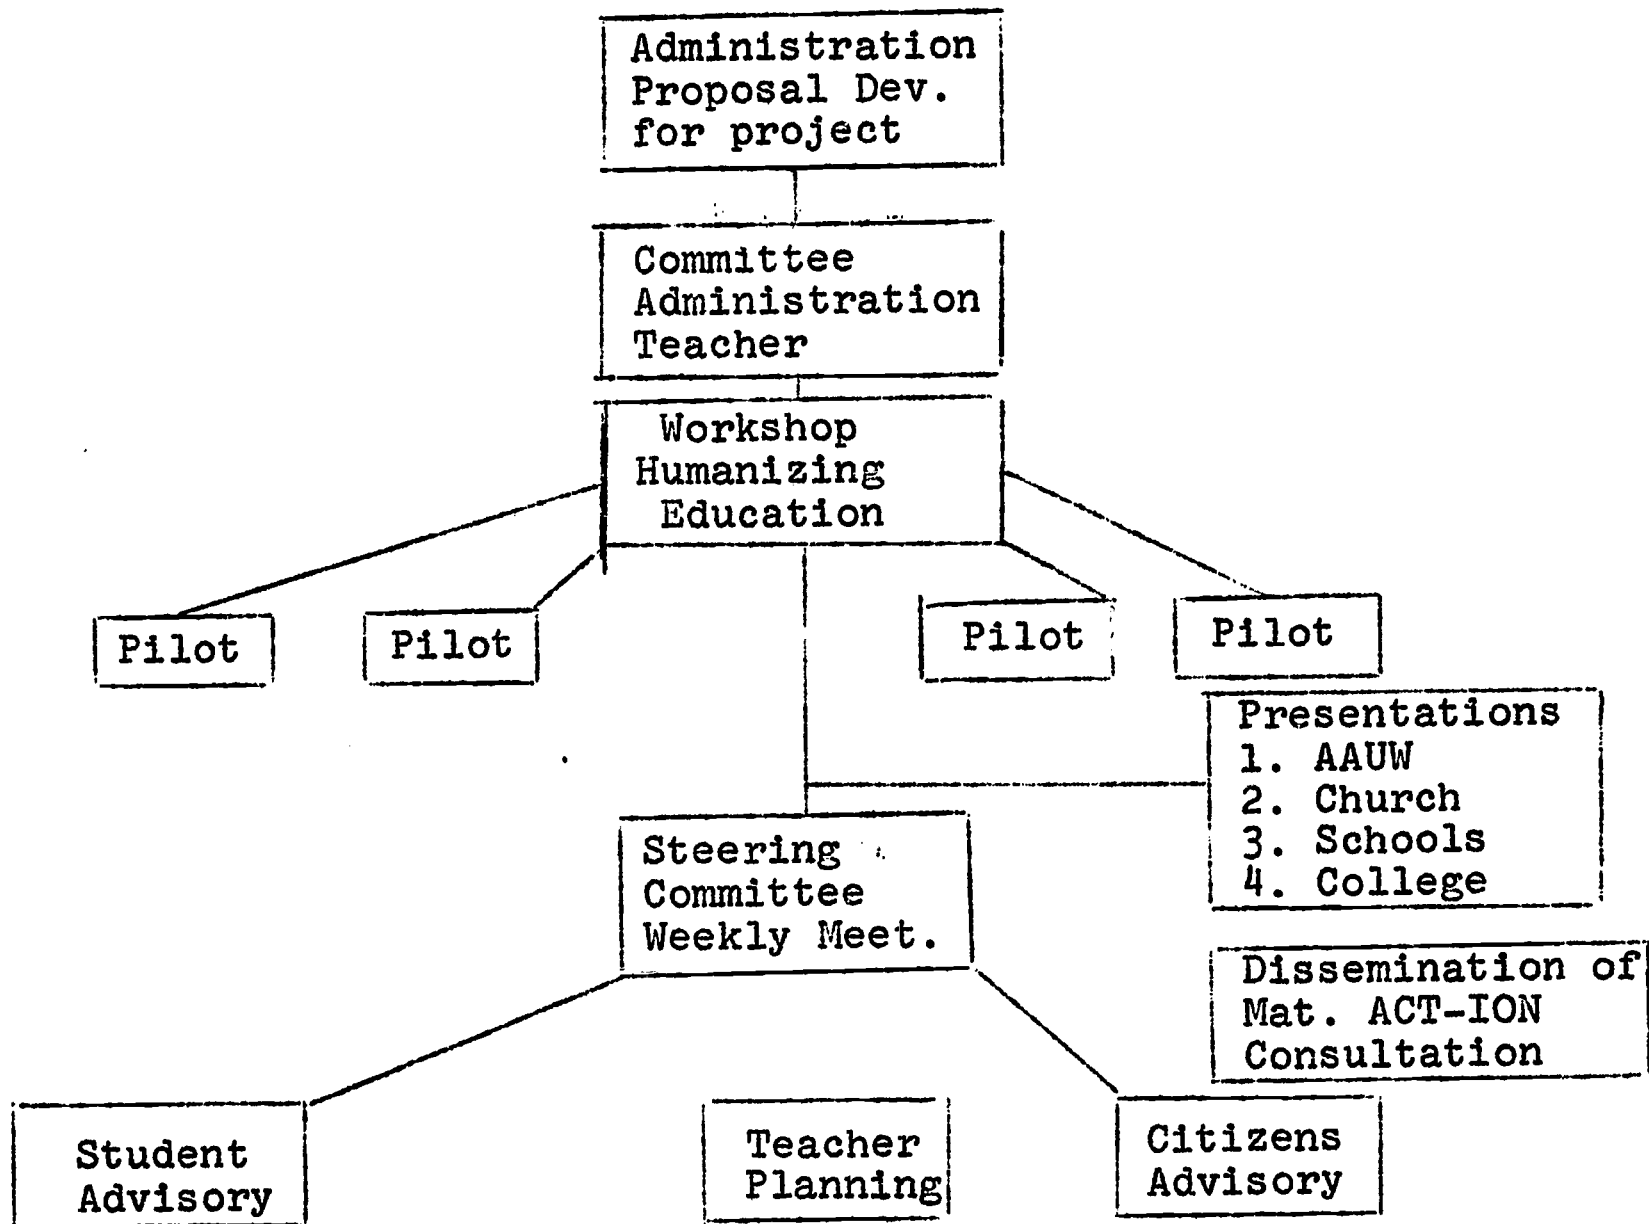 Administration
Proposal Dev.
for project
Committee
Administration
Teacher
Workshop
Humanizing
Education
Pilot
Pilot
Pilot
Pilot
Presentations
1. AAUW
2. Church
3. Schools
4. College
Steering
Committee
Weekly Meet.
Dissemination of
Mat. ACT-ION
Consultation
Student
Advisory
Teacher
Planning
Citizens
Advisory